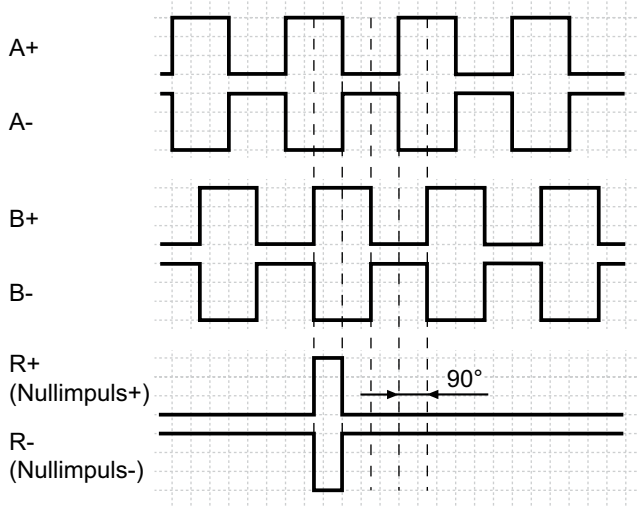 A+
A-
B+
B-
R+
(Nullimpuls+)
90°
R-
(Nullimpuls-)